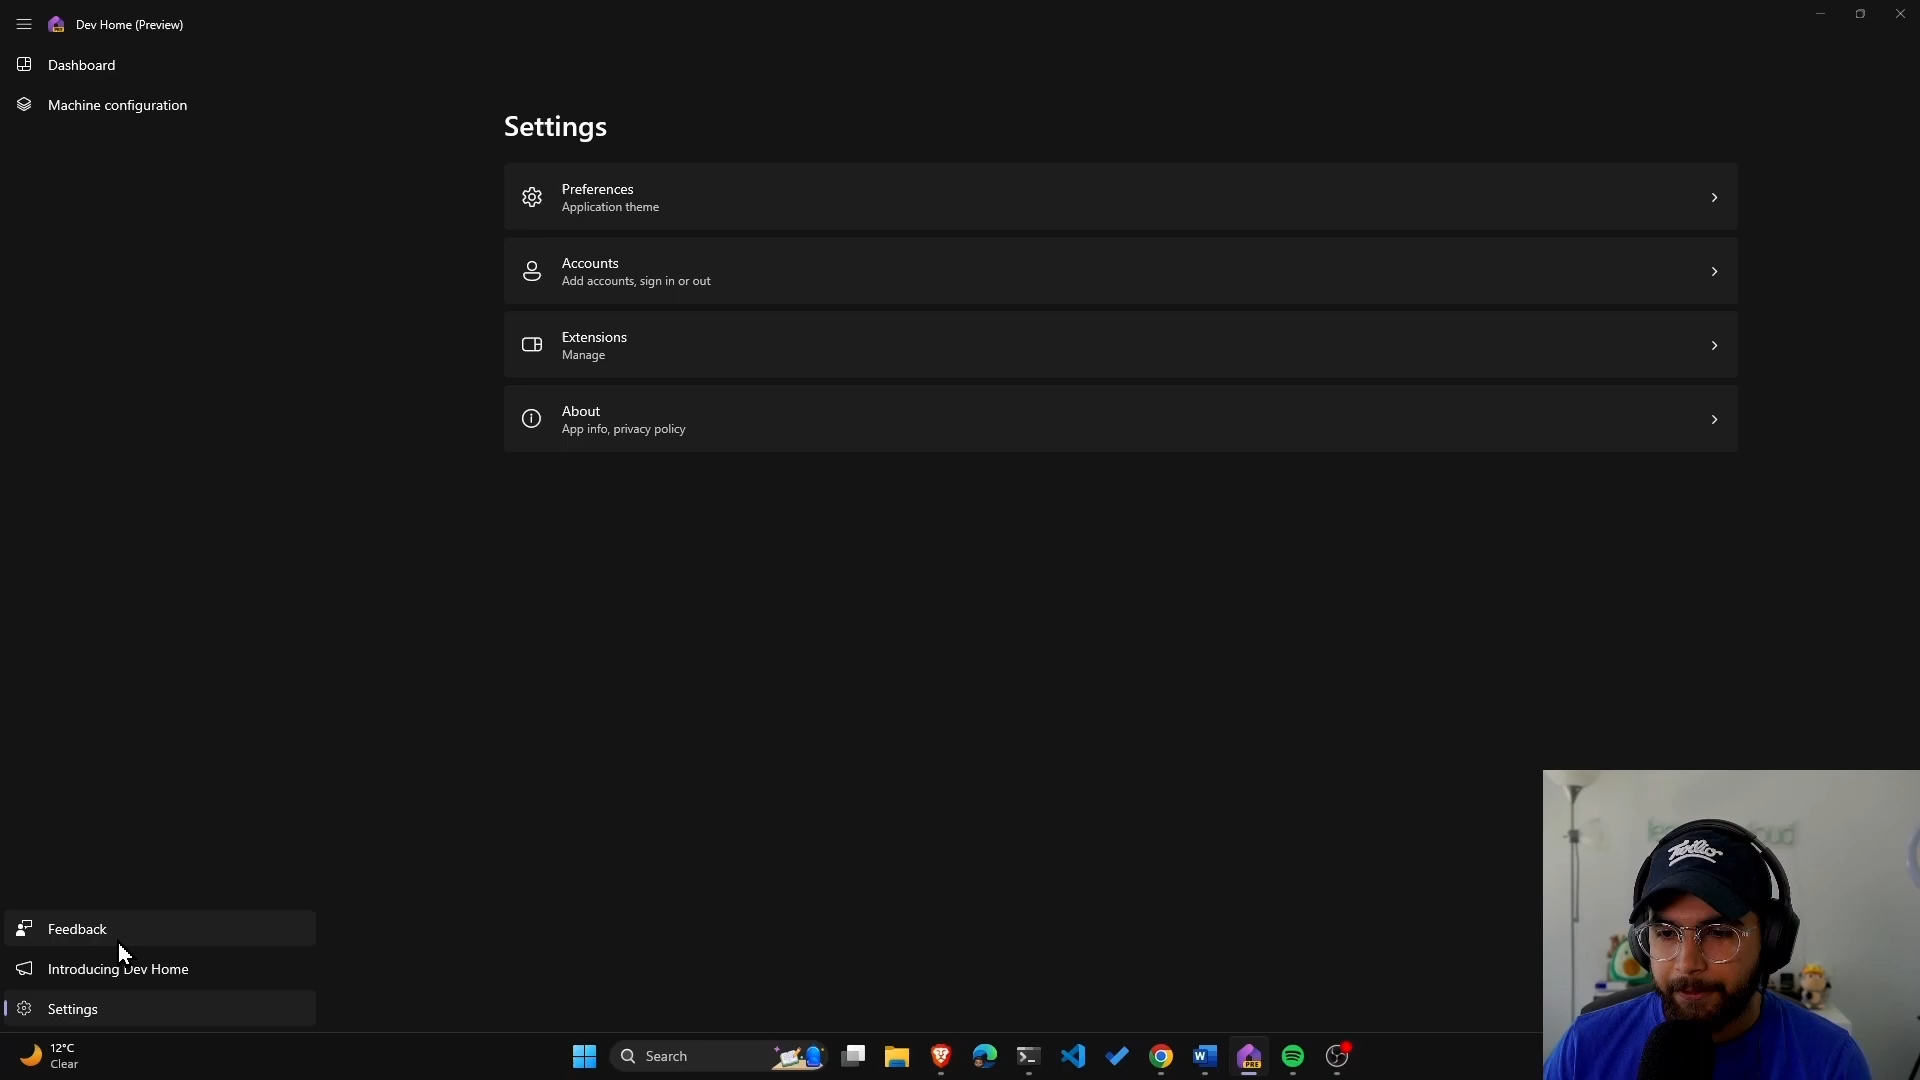 Dev Home (Preview)
Dashboard
Machine configuration
Settings
Preferences
Application theme
Accounts
Add accounts, sign in or out
Extensions
Manage
About
App info, privacy policy
Feedback
Introducing Dev Home
Settings
12°C
Clear
Search
PRE